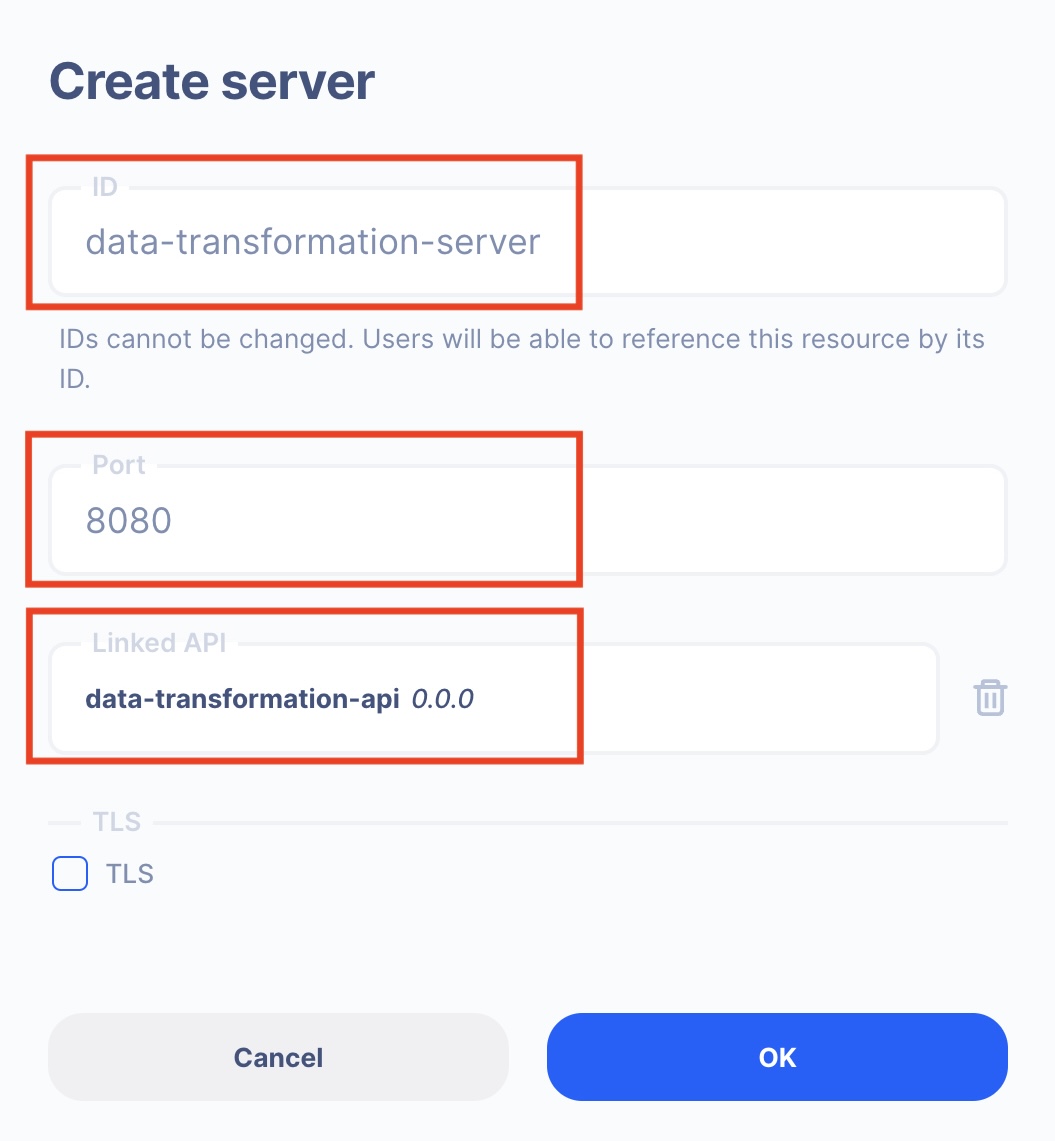 Create server
ID
data-transformation-server
IDs cannot be changed. Users will be able to reference this resource by its
ID.
Port
8080
Linked API
data-transformation-api 0.0.0
TLS
TLS
Cancel
OK